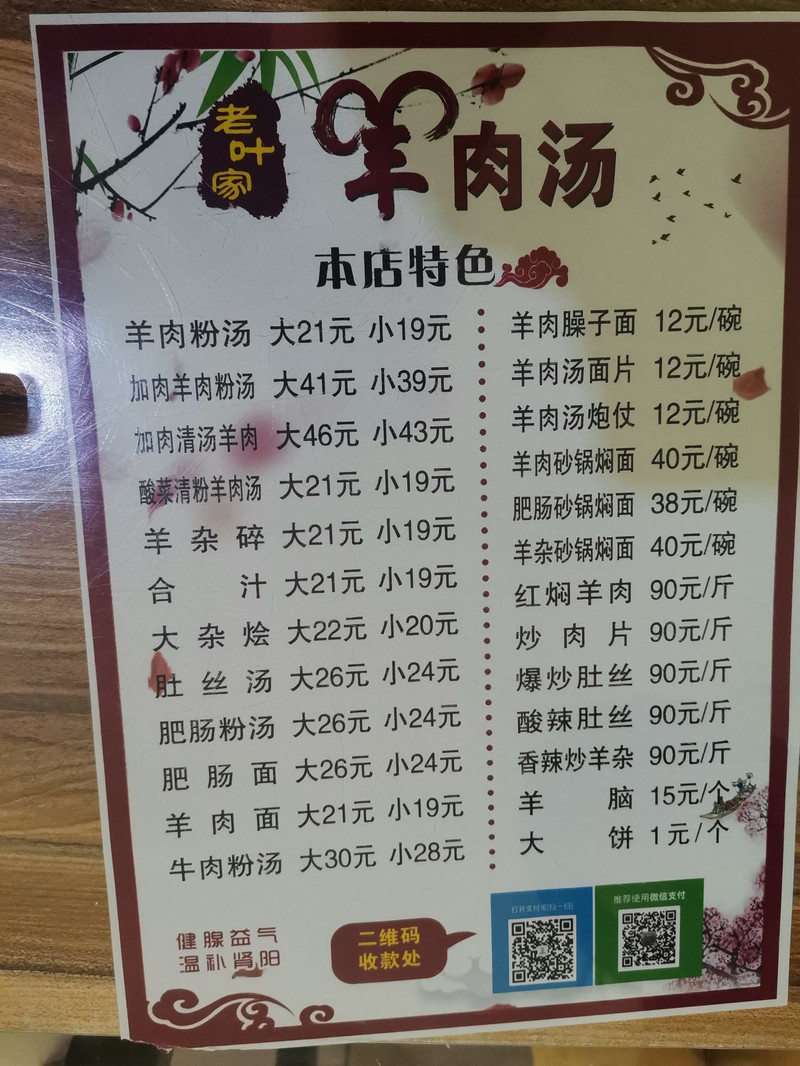 老叶家
羊肉汤
本店特色
羊肉粉汤 大21元 小19元
加肉羊肉粉汤 大41元 小39元
加肉清汤羊肉 大46元 小43元
酸菜清粉羊肉汤 大21元 小19元
羊杂碎 大21元 小19元
合汁 大21元 小19元
大杂烩 大22元 小20元
肚丝汤 大26元 小24元
肥肠粉汤 大26元 小24元
肥肠面 大26元 小24元
羊肉面 大21元 小19元
牛肉粉汤 大30元 小28元
羊肉臊子面 12元/碗
羊肉汤面片 12元/碗
羊肉汤炮仗 12元/碗
羊肉砂锅焖面 40元/碗
肥肠砂锅焖面 38元/碗
羊杂砂锅焖面 40元/碗
红焖羊肉 90元/斤
炒肉片 90元/斤
爆炒肚丝 90元/斤
酸辣肚丝 90元/斤
香辣炒羊杂 90元/斤
羊脑 15元/个
大饼 1元/个
健腺益气
温补肾阳
二维码
收款处
打开支付宝[扫一扫]
推荐使用微信支付